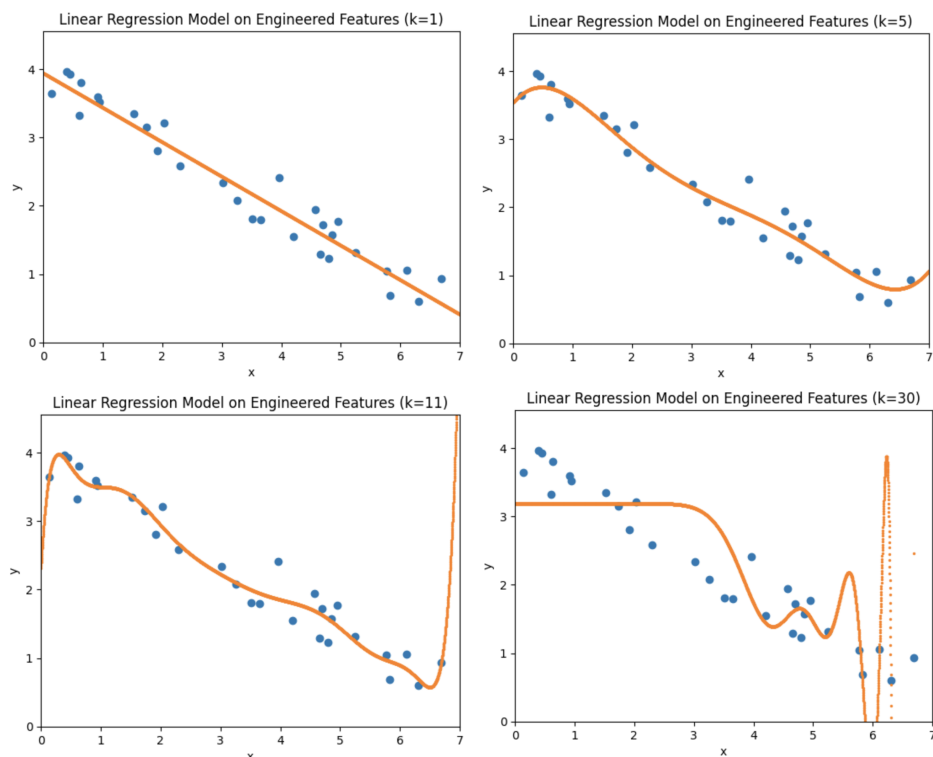 Linear Regression Model on Engineered Features (k=1)
4
3
2
1
0
y
0 1 2 3 4 5 6 7
x
Linear Regression Model on Engineered Features (k=5)
4
3
2
1
0
y
0 1 2 3 4 5 6 7
x
Linear Regression Model on Engineered Features (k=11)
4
3
2
1
0
y
0 1 2 3 4 5 6 7
x
Linear Regression Model on Engineered Features (k=30)
4
3
2
1
0
y
0 1 2 3 4 5 6 7
x